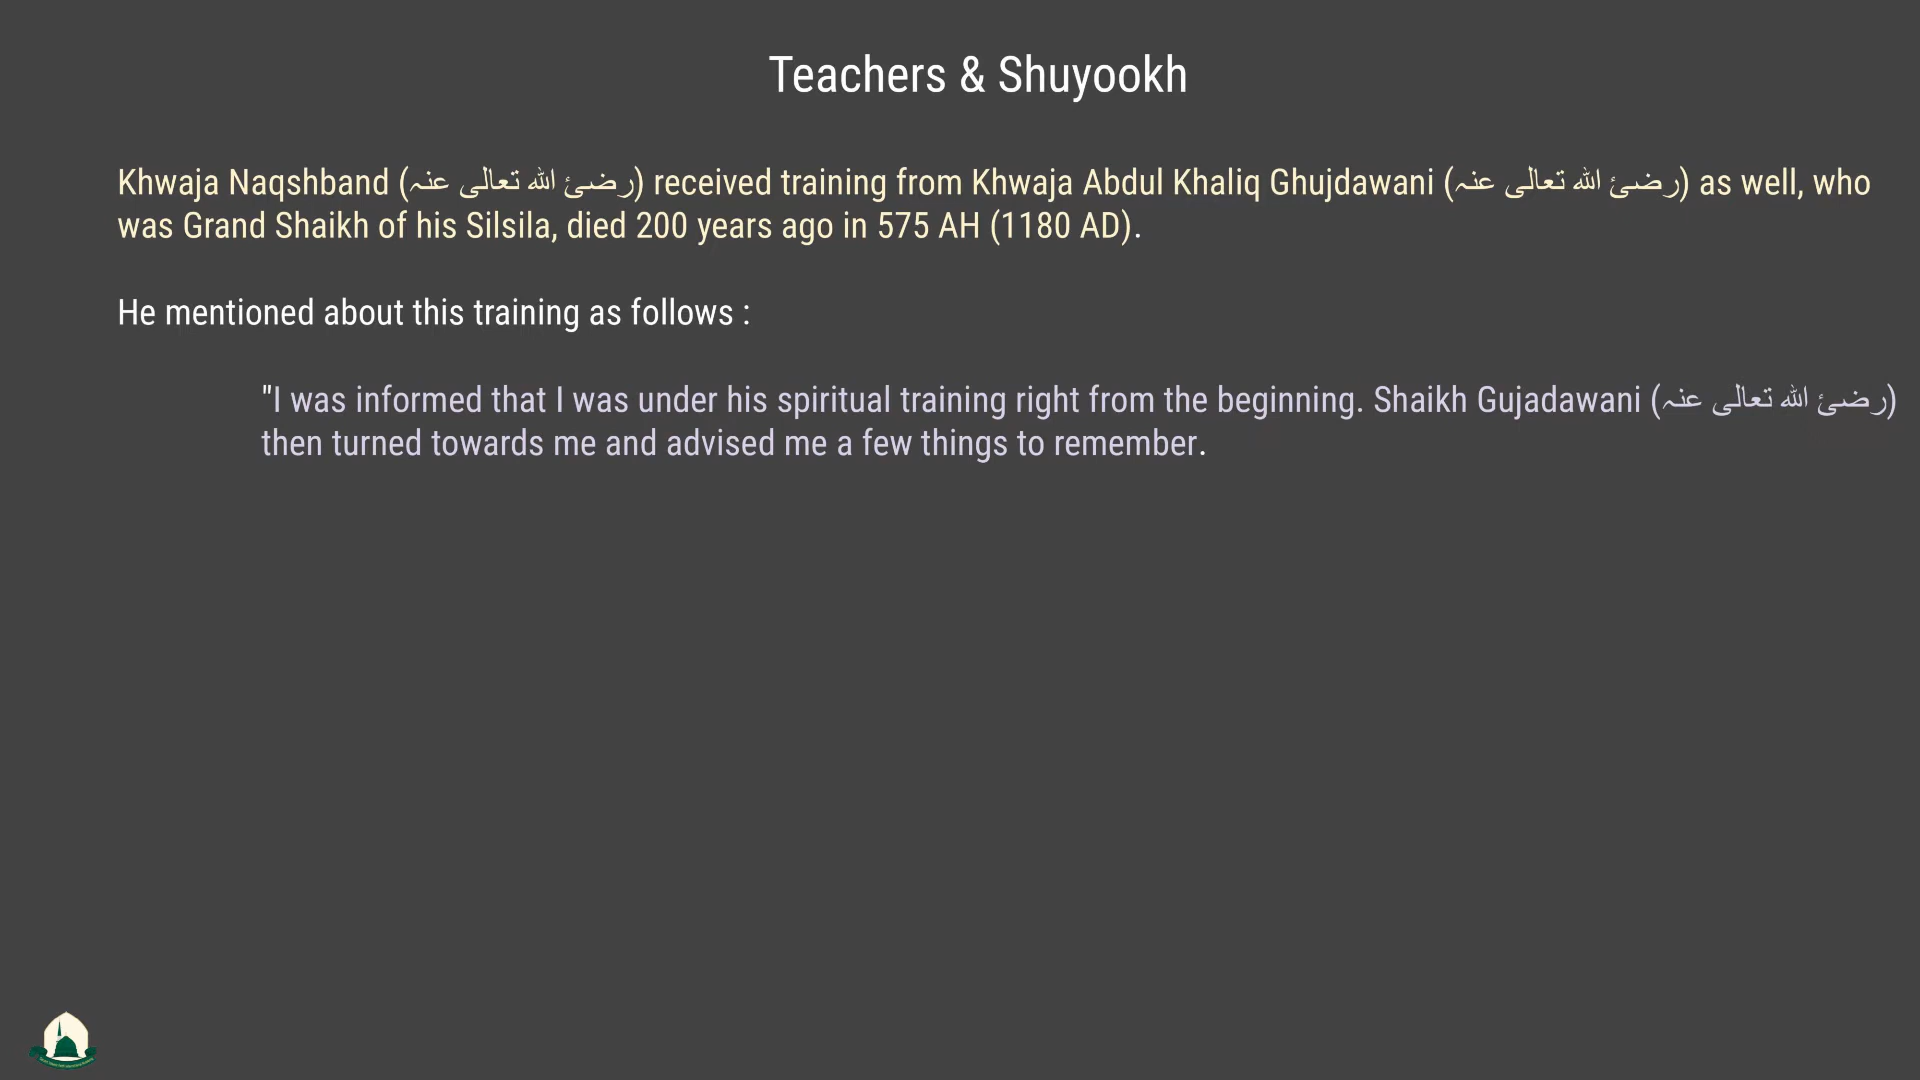 Teachers & Shuyookh
Khwaja Naqshband (رضئ الله تعالی عنہ) received training from Khwaja Abdul Khaliq Ghujdawani (رضئ الله تعالی عنہ) as well, who
was Grand Shaikh of his Silsila, died 200 years ago in 575 AH (1180 AD).
He mentioned about this training as follows :
"I was informed that I was under his spiritual training right from the beginning. Shaikh Gujadawani (رضئ الله تعالی عنہ)
then turned towards me and advised me a few things to remember.